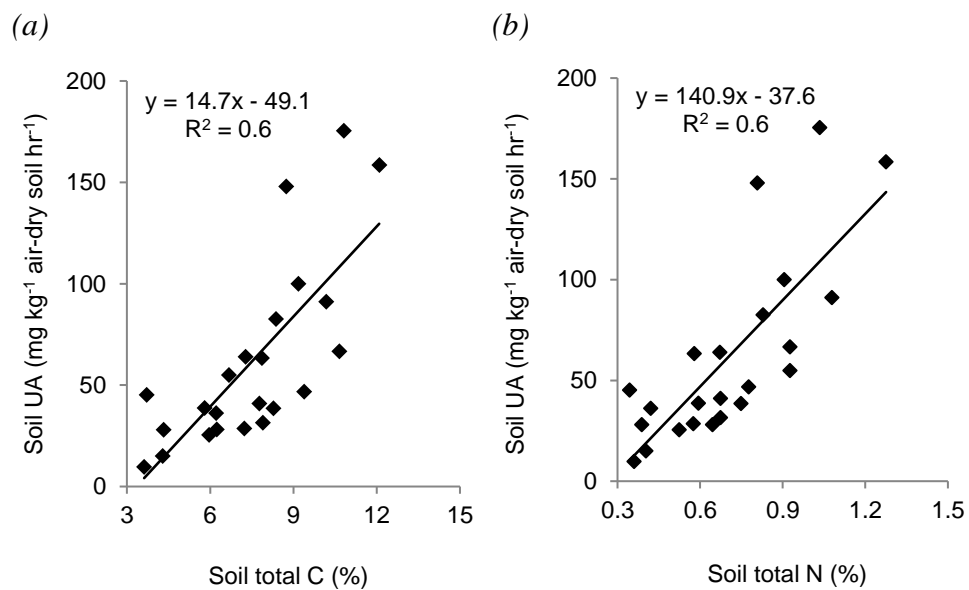 (a)
y = 14.7x - 49.1
R² = 0.6
Soil UA (mg kg⁻¹ air-dry soil hr⁻¹)
200
150
100
50
0
3 6 9 12 15
Soil total C (%)
(b)
y = 140.9x - 37.6
R² = 0.6
Soil UA (mg kg⁻¹ air-dry soil hr⁻¹)
200
150
100
50
0
0.3 0.6 0.9 1.2 1.5
Soil total N (%)